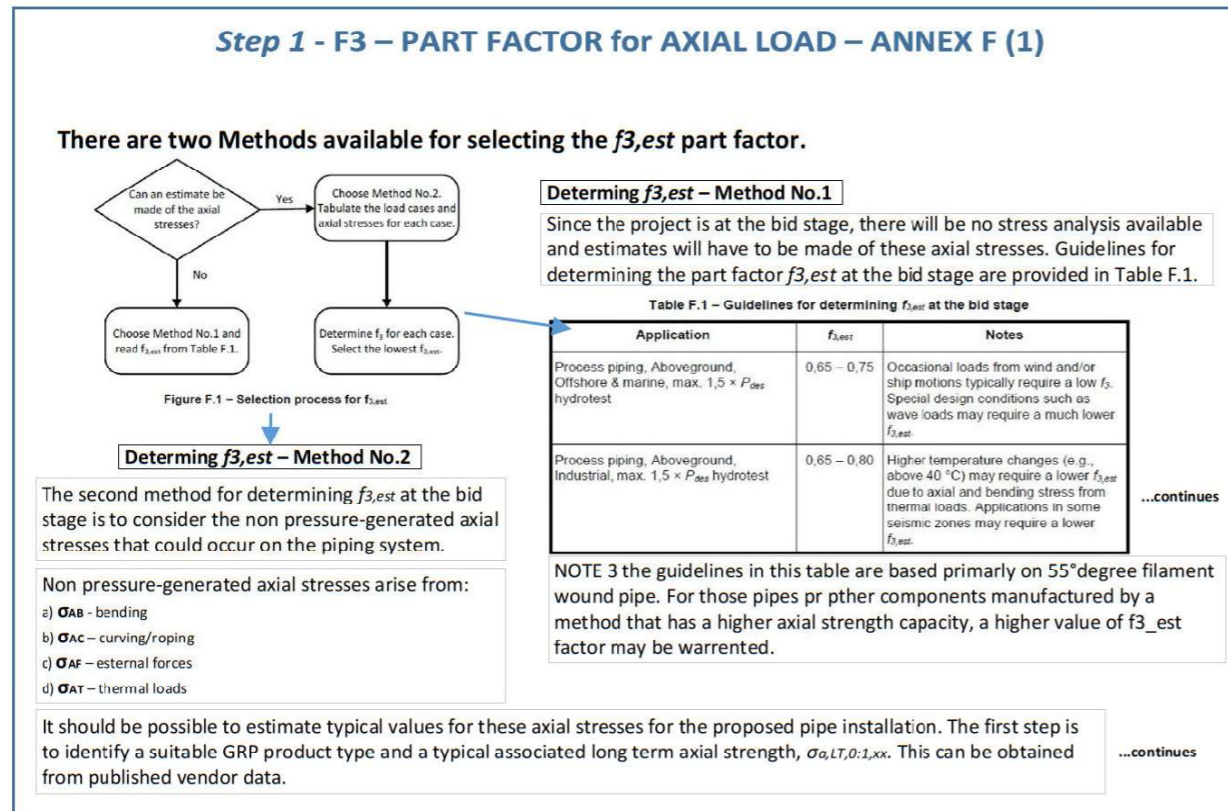 Step 1 - F3 – PART FACTOR for AXIAL LOAD – ANNEX F (1)
There are two Methods available for selecting the f3,est part factor.
Can an estimate be
made of the axial
stresses?
Yes
Choose Method No.2.
Tabulate the load cases and
axial stresses for each case.
No
Choose Method No.1 and
read f3,est from Table F.1.
Determine f3 for each case.
Select the lowest f3,est.
Figure F.1 – Selection process for f3,est
Determing f3,est – Method No.1
Since the project is at the bid stage, there will be no stress analysis available
and estimates will have to be made of these axial stresses. Guidelines for
determining the part factor f3,est at the bid stage are provided in Table F.1.
Table F.1 – Guidelines for determining f3,est at the bid stage
Application f3,est Notes
Process piping, Aboveground,
Offshore & marine, max. 1,5 × Pdes
hydrotest
0,65 – 0,75
Occasional loads from wind and/or
ship motions typically require a low f3.
Special design conditions such as
wave loads may require a much lower
f3,est.
Process piping, Aboveground,
Industrial, max. 1,5 × Pdes hydrotest
0,65 – 0,80
Higher temperature changes (e.g.,
above 40 °C) may require a lower f3,est
due to axial and bending stress from
thermal loads. Applications in some
seismic zones may require a lower
f3,est.
...continues
NOTE 3 the guidelines in this table are based primarly on 55°degree filament
wound pipe. For those pipes pr pther components manufactured by a
method that has a higher axial strength capacity, a higher value of f3_est
factor may be warrented.
Determing f3,est – Method No.2
The second method for determining f3,est at the bid
stage is to consider the non pressure-generated axial
stresses that could occur on the piping system.
Non pressure-generated axial stresses arise from:
a) σAB - bending
b) σAC – curving/roping
c) σAF – esternal forces
d) σAT – thermal loads
It should be possible to estimate typical values for these axial stresses for the proposed pipe installation. The first step is
to identify a suitable GRP product type and a typical associated long term axial strength, σa,LT,0:1,xx. This can be obtained
from published vendor data.
...continues